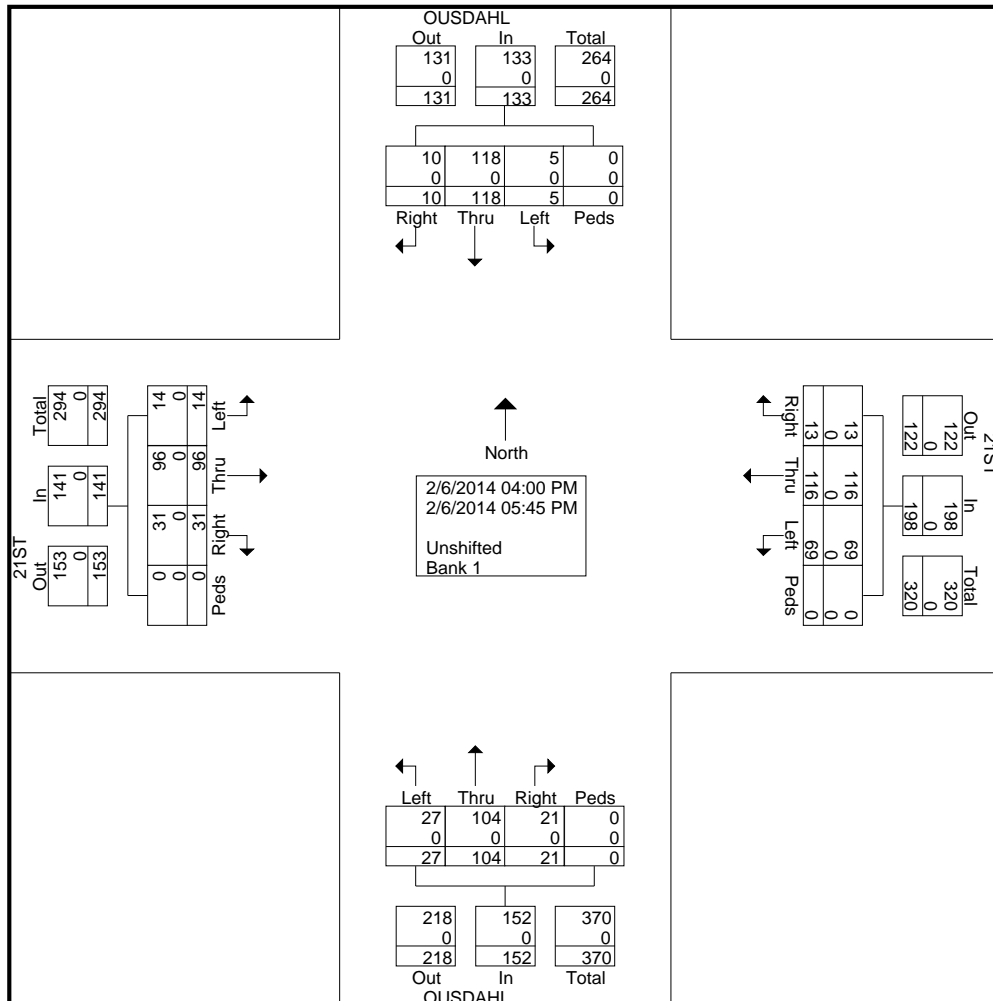 OUSDAHL
Out In Total
131 133 264
0 0 0
131 133 264
10 118 5 0
0 0 0 0
10 118 5 0
Right Thru Left Peds
Left
14 0 14
Thru
96 0 96
Right
31 0 31
Peds
0 0 0
Total
294 0 294
In
141 0 141
Out
153 0 153
21ST
North
2/6/2014 04:00 PM
2/6/2014 05:45 PM
Unshifted
Bank 1
Right
13 0 13
Thru
116 0 116
Left
69 0 69
Peds
0 0 0
Out
122 0 122
In
198 0 198
Total
320 0 320
21ST
Left Thru Right Peds
27 104 21 0
0 0 0 0
27 104 21 0
218 152 370
0 0 0
218 152 370
Out In Total
OUSDAHL